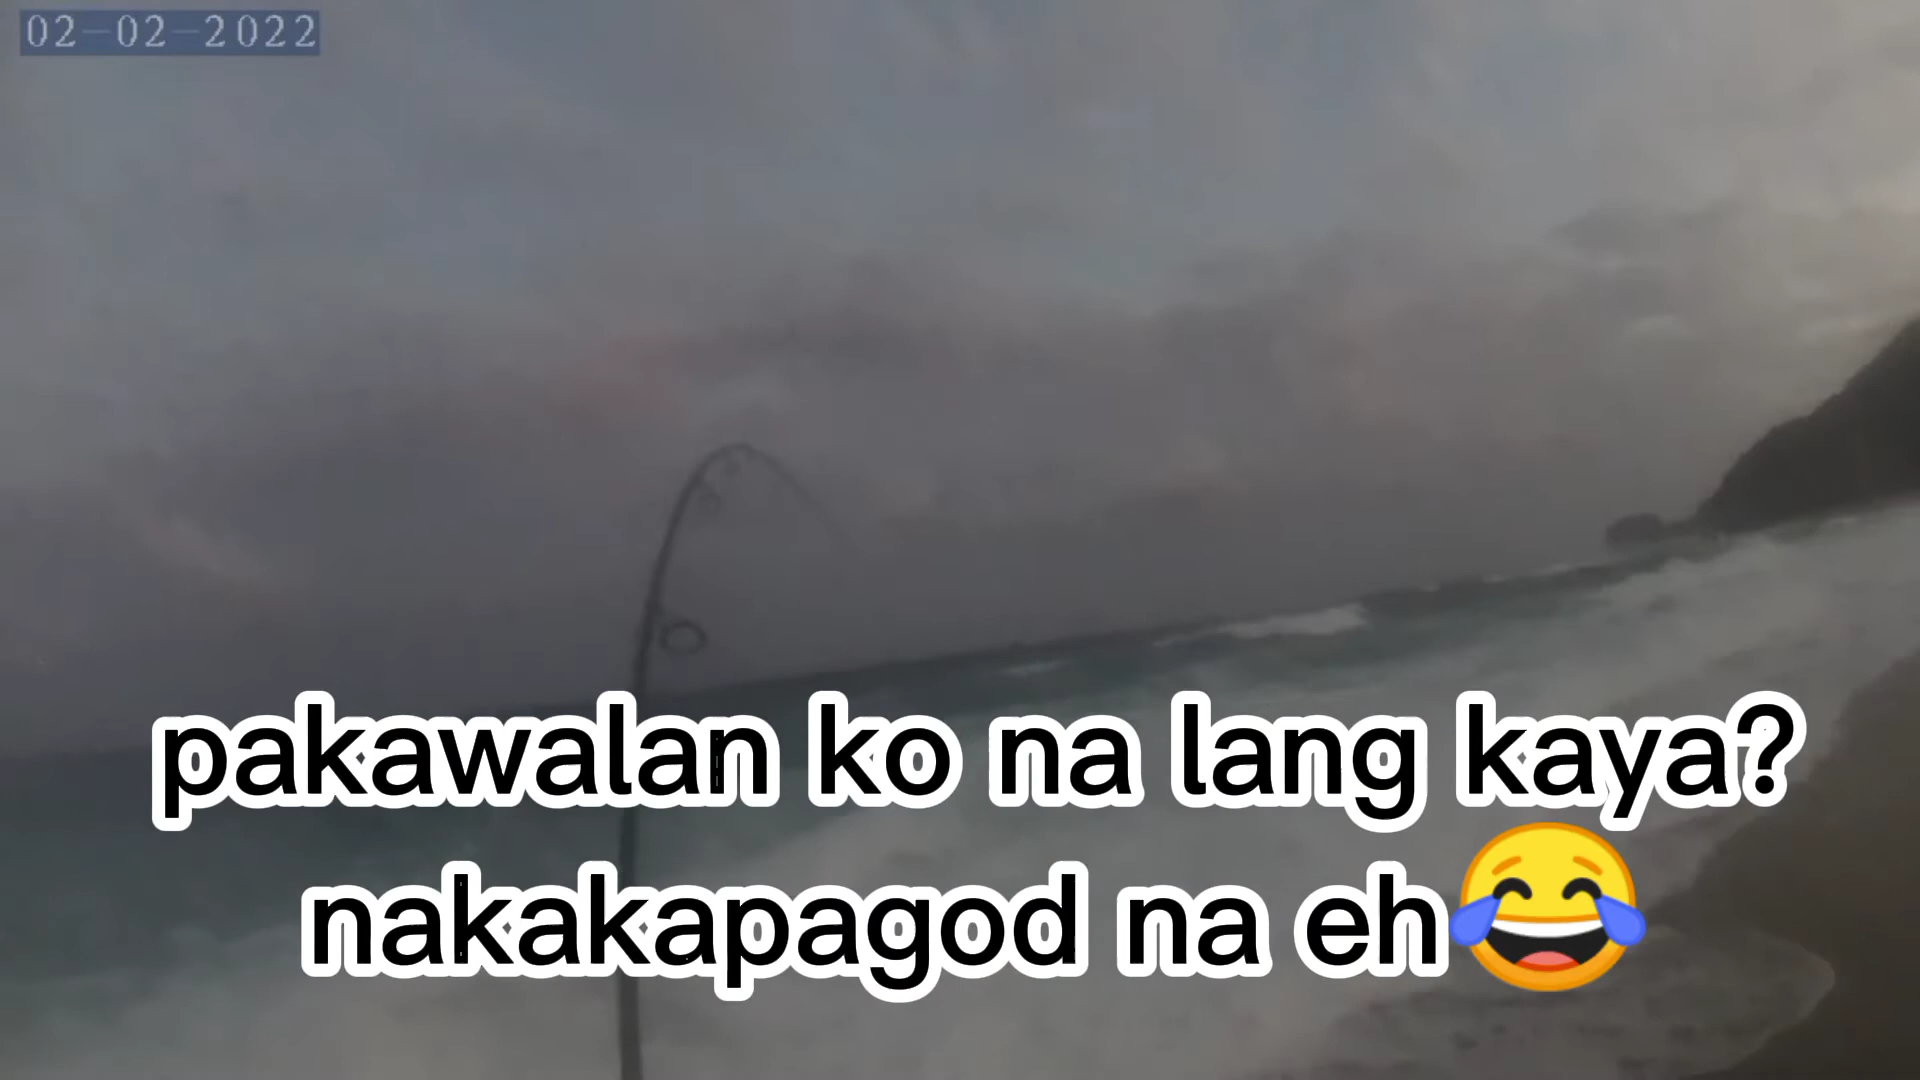 02-02-2022
pakawalan ko na lang kaya?
nakakapagod na eh😂